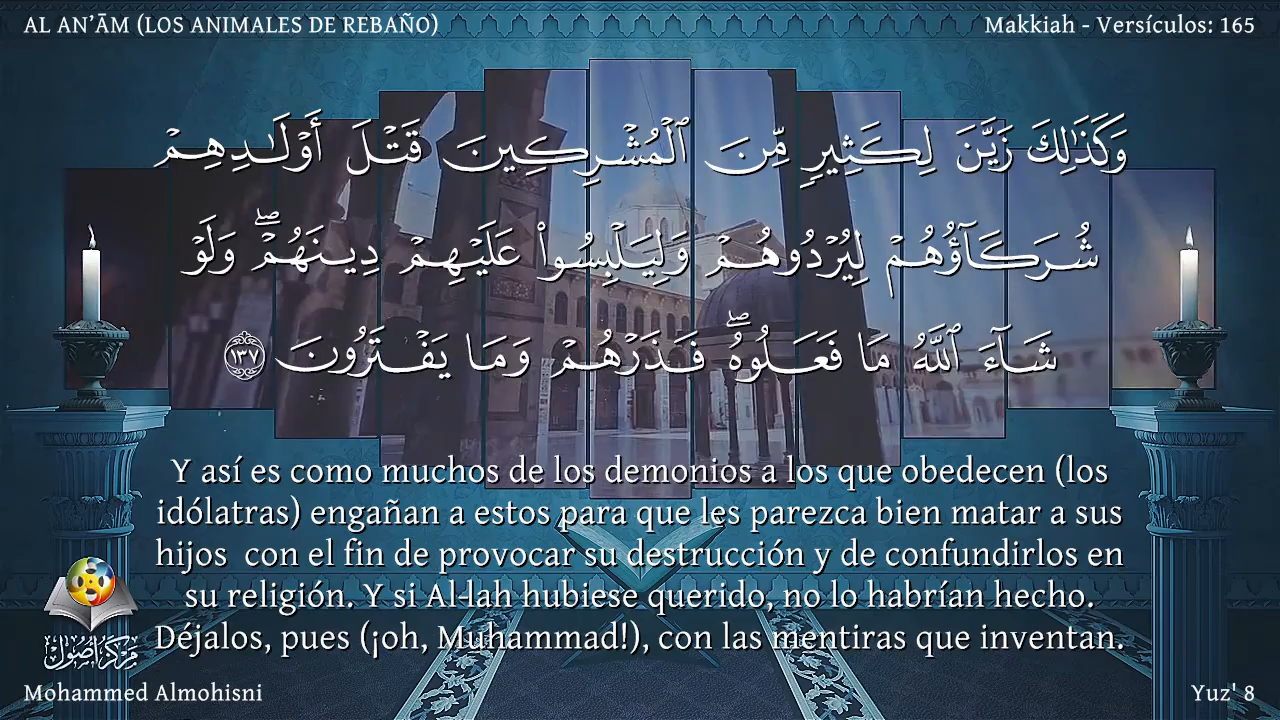 AL AN’ĀM (LOS ANIMALES DE REBAÑO)
Makkiah - Versículos: 165
وَكَذَٰلِكَ زَيَّنَ لِكَثِيرٍ مِّنَ ٱلْمُشْرِكِينَ قَتْلَ أَوْلَـٰدِهِمْ
شُرَكَآؤُهُمْ لِيُرْدُوهُمْ وَلِيَلْبِسُوا۟ عَلَيْهِمْ دِينَهُمْ ۖ وَلَوْ
شَآءَ ٱللَّهُ مَا فَعَلُوهُ ۖ فَذَرْهُمْ وَمَا يَفْتَرُونَ ١٣٧
Y así es como muchos de los demonios a los que obedecen (los
idólatras) engañan a estos para que les parezca bien matar a sus
hijos  con el fin de provocar su destrucción y de confundirlos en
su religión. Y si Al-lah hubiese querido, no lo habrían hecho.
Déjalos, pues (¡oh, Muhammad!), con las mentiras que inventan.
مركز أصول
Mohammed Almohisni
Yuz' 8